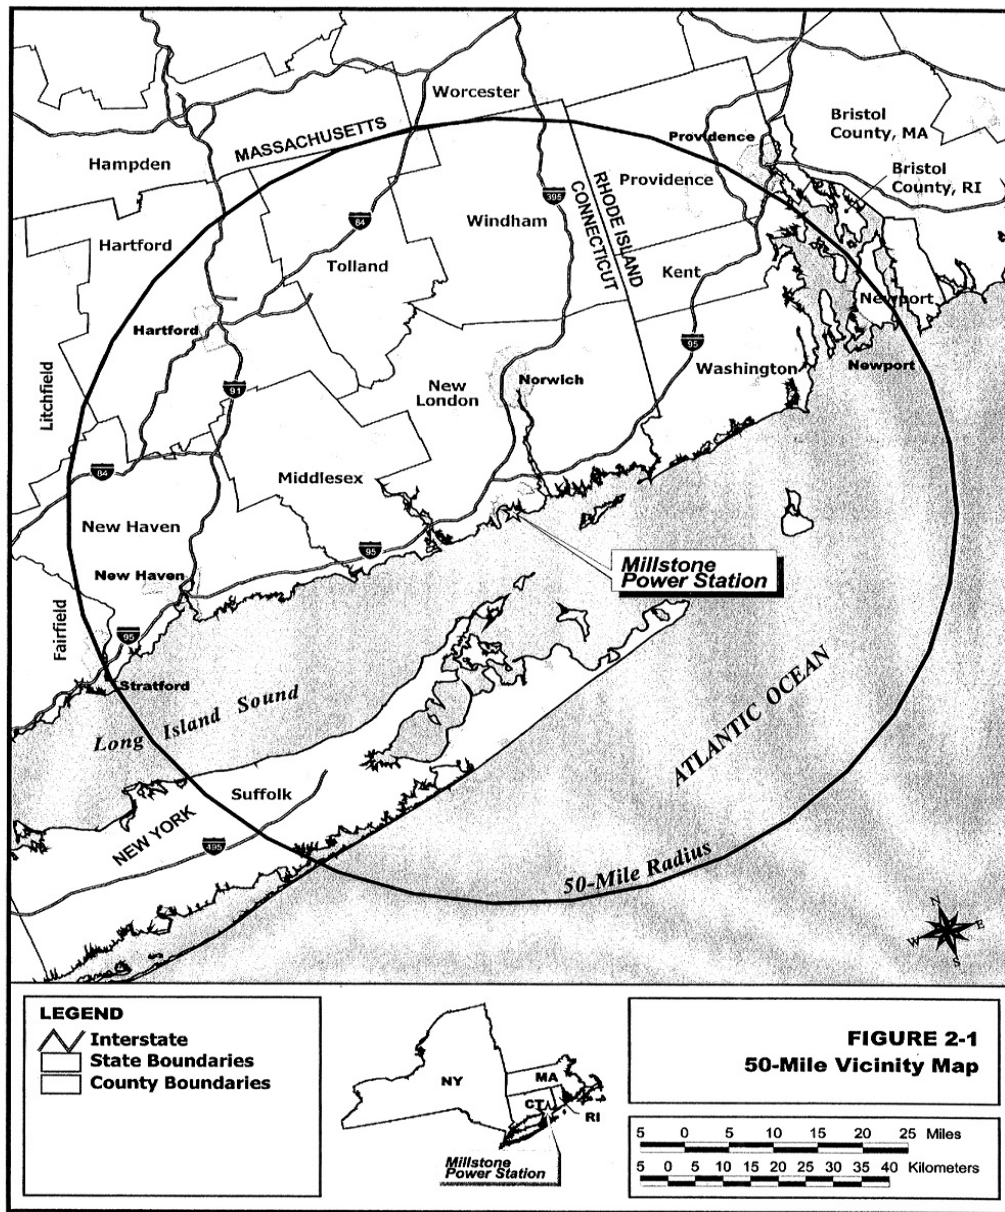 Worcester
MASSACHUSETTS
Providence
Bristol
County, MA
Hampden
Bristol
County, RI
RHODE ISLAND
CONNECTICUT
Providence
395
84
Windham
Hartford
Tolland
Kent
Newport
Hartford
95
Washington
Newport
Litchfield
91
New
London
Norwich
84
Middlesex
New Haven
95
Millstone
Power Station
New Haven
Fairfield
95
Stratford
Long Island Sound
ATLANTIC OCEAN
Suffolk
NEW YORK
495
50-Mile Radius
N
W
E
S
LEGEND
Interstate
State Boundaries
County Boundaries
NY
MA
CT
RI
Millstone
Power Station
FIGURE 2-1
50-Mile Vicinity Map
5 0 5 10 15 20 25 Miles
5 0 5 10 15 20 25 30 35 40 Kilometers